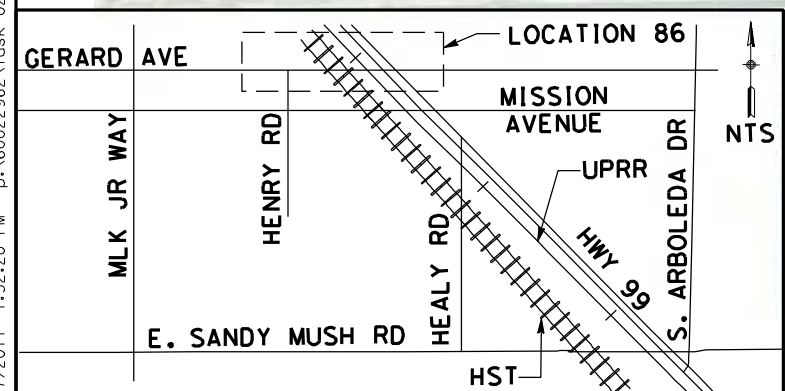 LOCATION 86
GERARD AVE
MISSION
AVENUE
NTS
MLK JR WAY
HENRY RD
HEALY RD
UPRR
HWY 99
S. ARBOLEDA DR
E. SANDY MUSH RD
HST